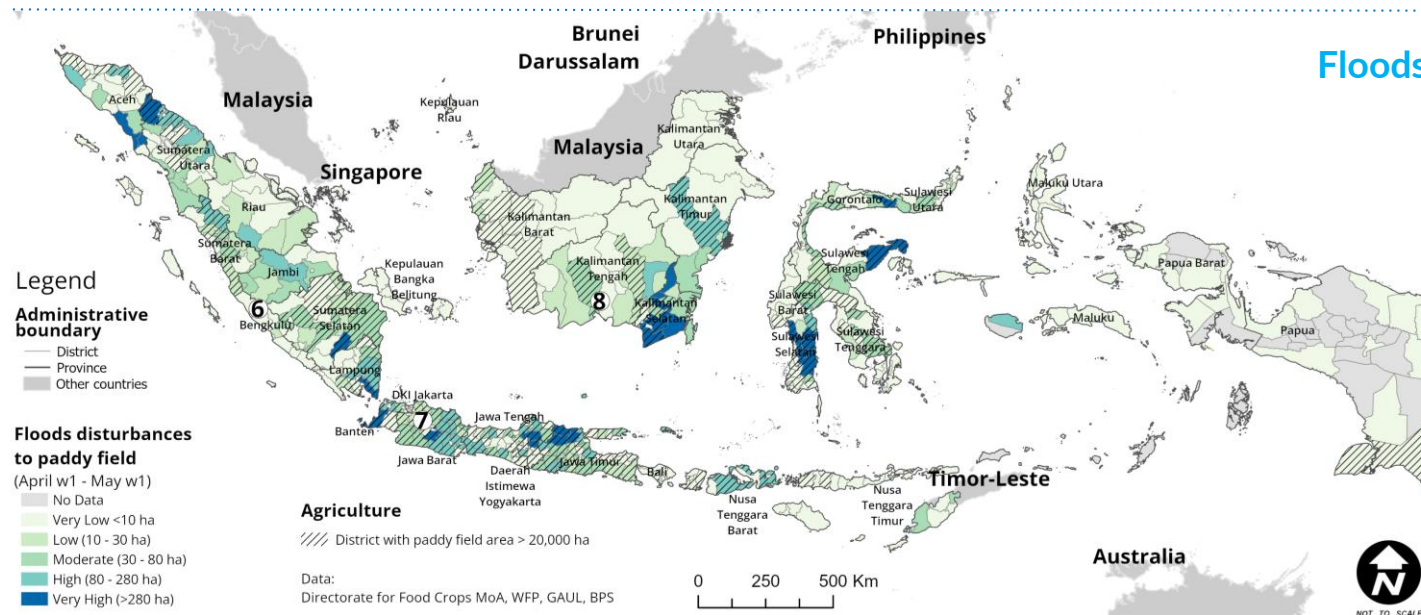 Floods
Brunei
Darussalam
Philippines
Malaysia
Kepulauan
Riau
Malaysia
Singapore
Aceh
Sumatera
Utara
Riau
Sumatera
Barat
Jambi
Kepulauan
Bangka
Belitung
6
Bengkulu
Sumatera
Selatan
Lampung
Kalimantan
Utara
Kalimantan
Barat
Kalimantan
Timur
Kalimantan
Tengah
8
Kalimantan
Selatan
Gorontalo
Sulawesi
Utara
Sulawesi
Tengah
Sulawesi
Barat
Sulawesi
Selatan
Sulawesi
Tenggara
Maluku Utara
Papua Barat
Maluku
Papua
DKI Jakarta
7
Banten
Jawa Barat
Jawa Tengah
Daerah
Istimewa
Yogyakarta
Jawa Timur
Bali
Nusa
Tenggara
Barat
Nusa
Tenggara
Timur
Timor-Leste
Australia
Legend
Administrative
boundary
District
Province
Other countries
Floods disturbances
to paddy field
(April w1 - May w1)
No Data
Very Low <10 ha
Low (10 - 30 ha)
Moderate (30 - 80 ha)
High (80 - 280 ha)
Very High (>280 ha)
Agriculture
District with paddy field area > 20,000 ha
Data:
Directorate for Food Crops MoA, WFP, GAUL, BPS
0 250 500 Km
N
NOT TO SCALE